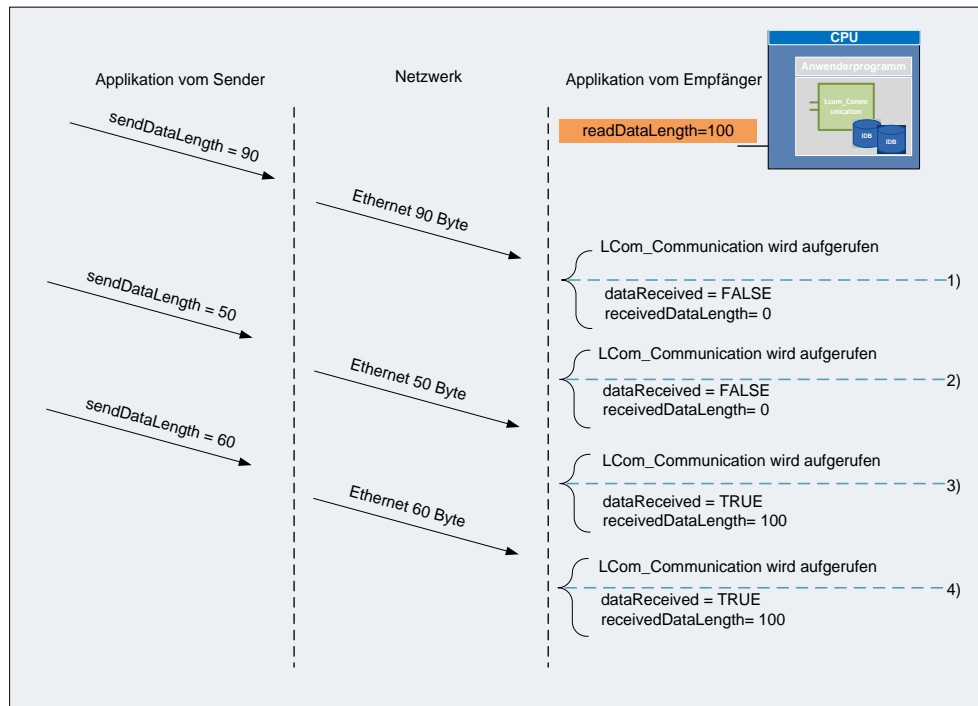 CPU
Anwenderprogramm
Lcom_Comm
unication
IDB
IDB
Applikation vom Sender
Netzwerk
Applikation vom Empfänger
readDataLength=100
sendDataLength = 90
Ethernet 90 Byte
LCom_Communication wird aufgerufen
1)
dataReceived = FALSE
receivedDataLength= 0
sendDataLength = 50
Ethernet 50 Byte
LCom_Communication wird aufgerufen
2)
dataReceived = FALSE
receivedDataLength= 0
sendDataLength = 60
Ethernet 60 Byte
LCom_Communication wird aufgerufen
3)
dataReceived = TRUE
receivedDataLength= 100
LCom_Communication wird aufgerufen
4)
dataReceived = TRUE
receivedDataLength= 100